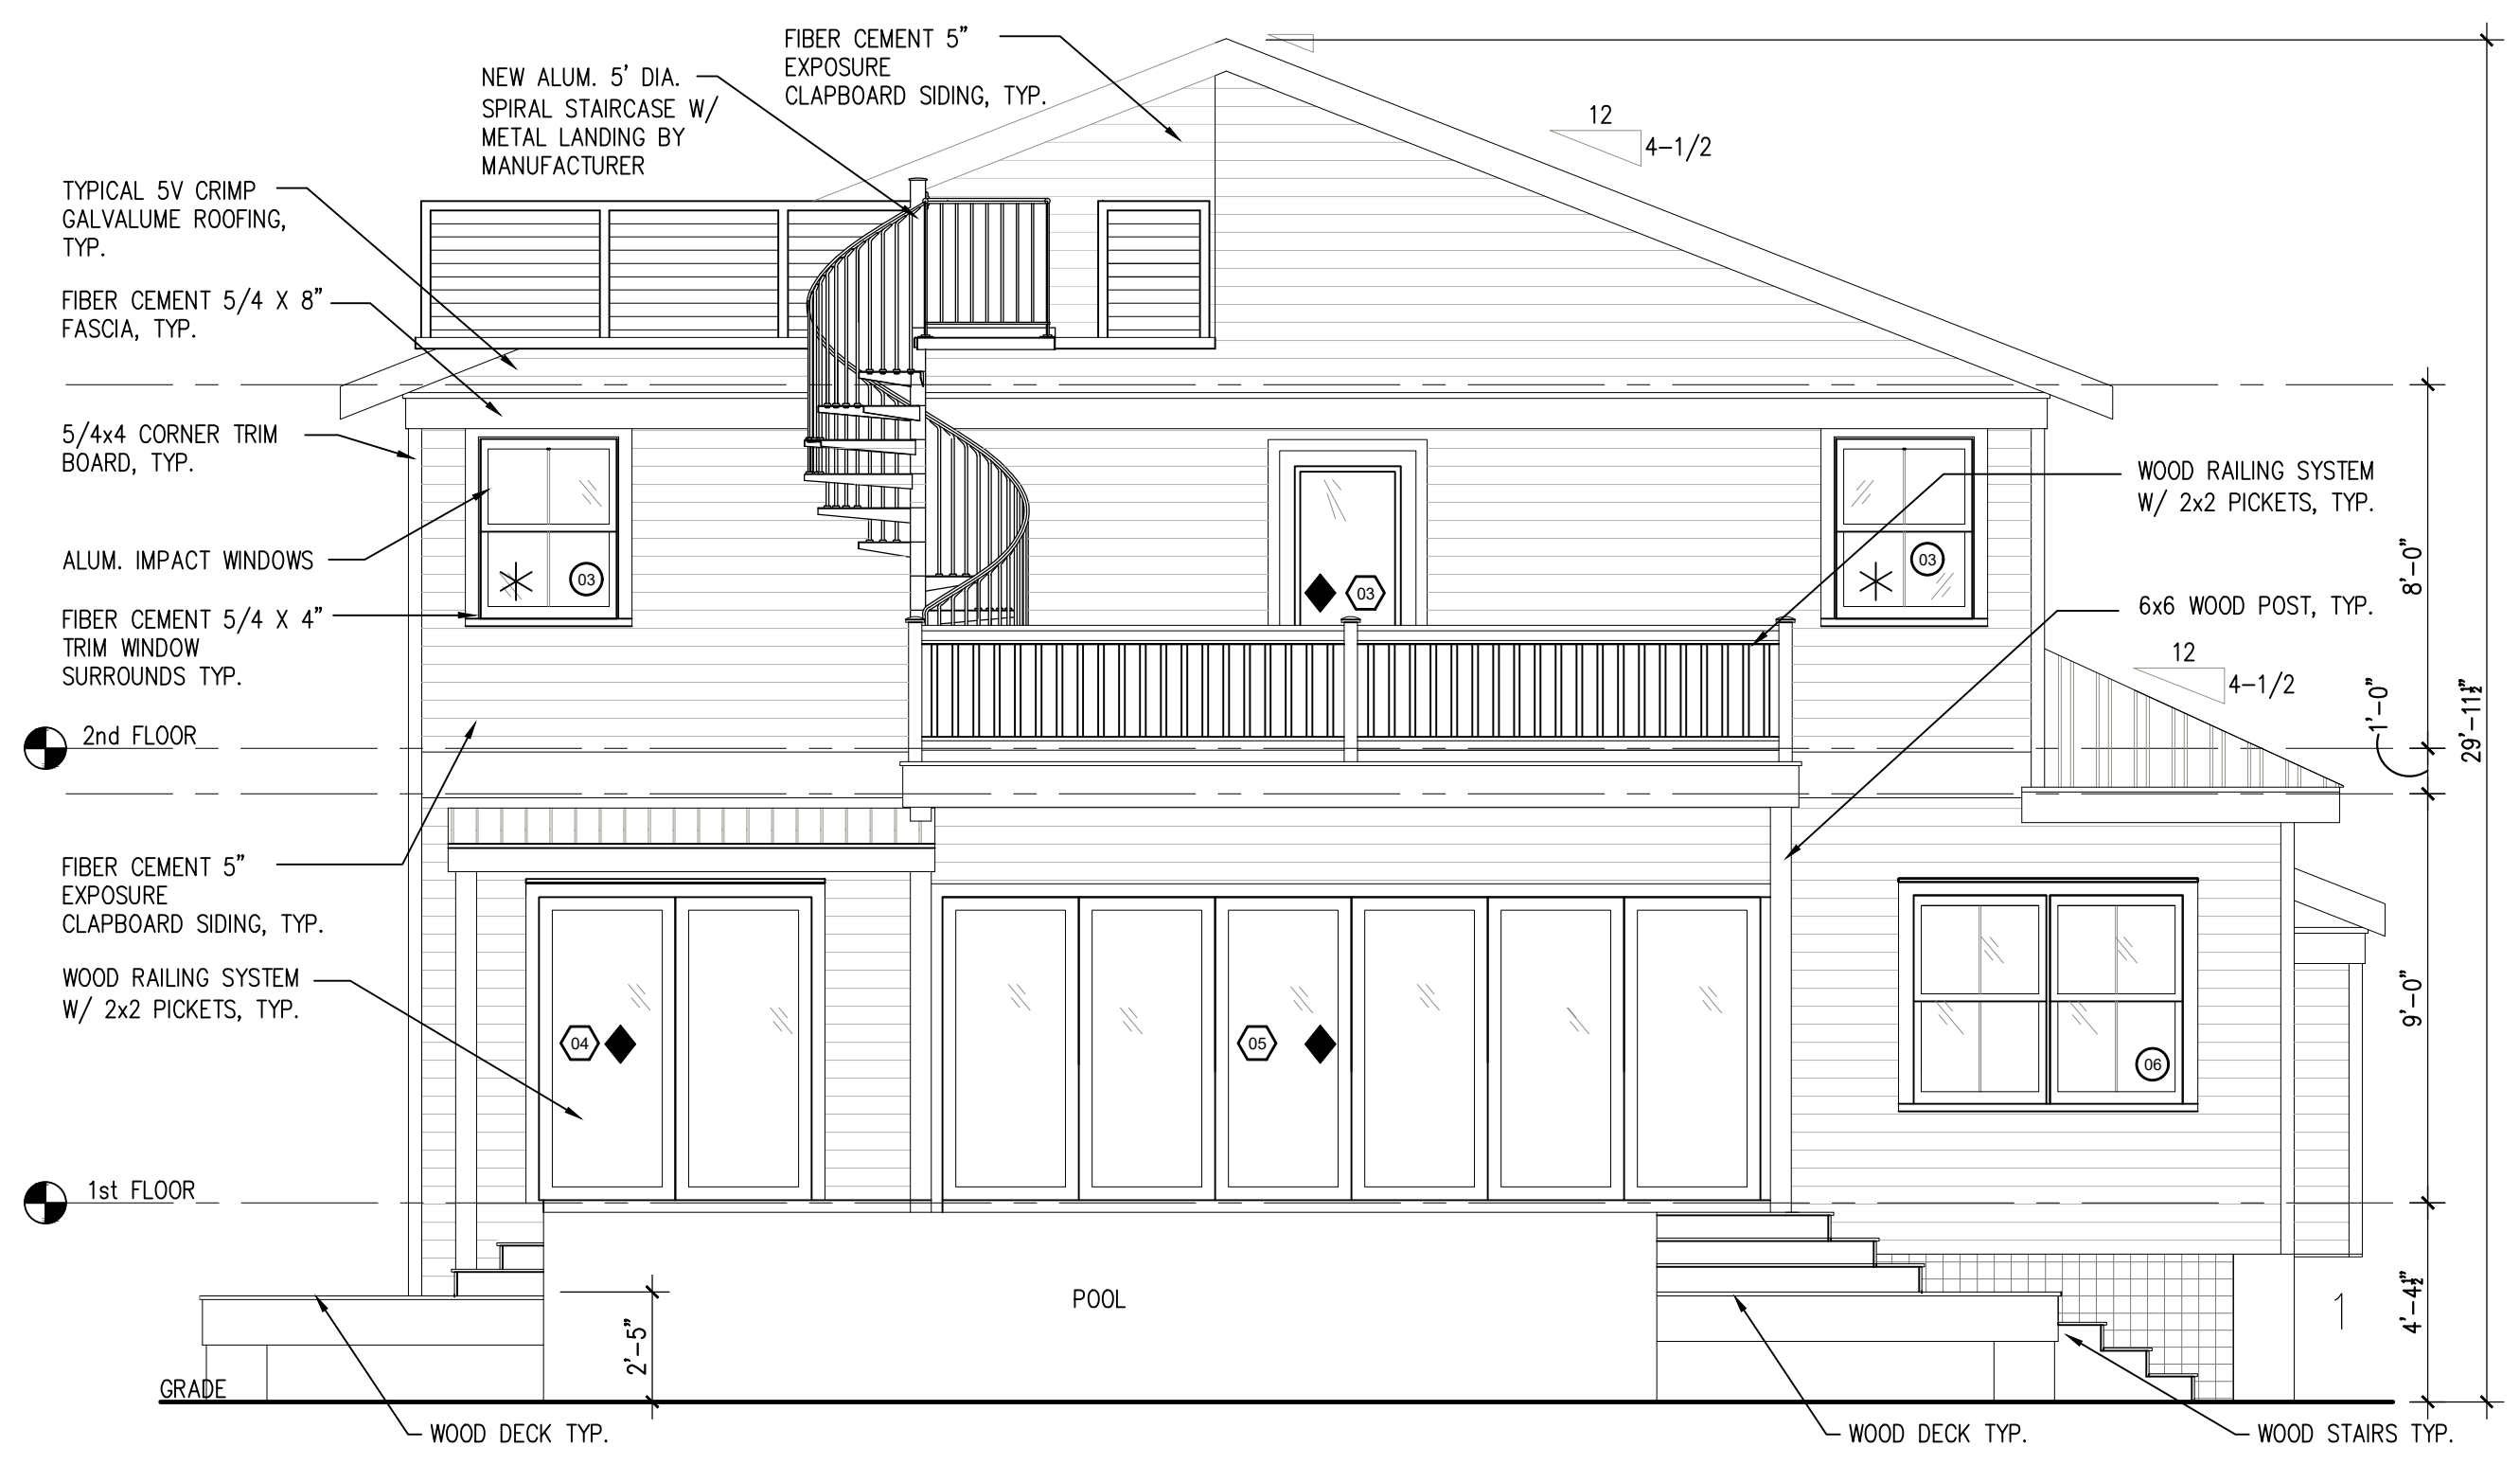 FIBER CEMENT 5"
EXPOSURE
CLAPBOARD SIDING, TYP.
NEW ALUM. 5' DIA.
SPIRAL STAIRCASE W/
METAL LANDING BY
MANUFACTURER
12
4-1/2
TYPICAL 5V CRIMP
GALVALUME ROOFING,
TYP.
FIBER CEMENT 5/4 X 8"
FASCIA, TYP.
5/4x4 CORNER TRIM
BOARD, TYP.
ALUM. IMPACT WINDOWS
FIBER CEMENT 5/4 X 4"
TRIM WINDOW
SURROUNDS TYP.
03
03
03
WOOD RAILING SYSTEM
W/ 2x2 PICKETS, TYP.
6x6 WOOD POST, TYP.
12
4-1/2
8'-0"
1'-0"
29'-11½"
2nd FLOOR
FIBER CEMENT 5"
EXPOSURE
CLAPBOARD SIDING, TYP.
WOOD RAILING SYSTEM
W/ 2x2 PICKETS, TYP.
04
05
06
9'-0"
1st FLOOR
POOL
2'-5"
1
4'-4½"
GRADE
WOOD DECK TYP.
WOOD DECK TYP.
WOOD STAIRS TYP.